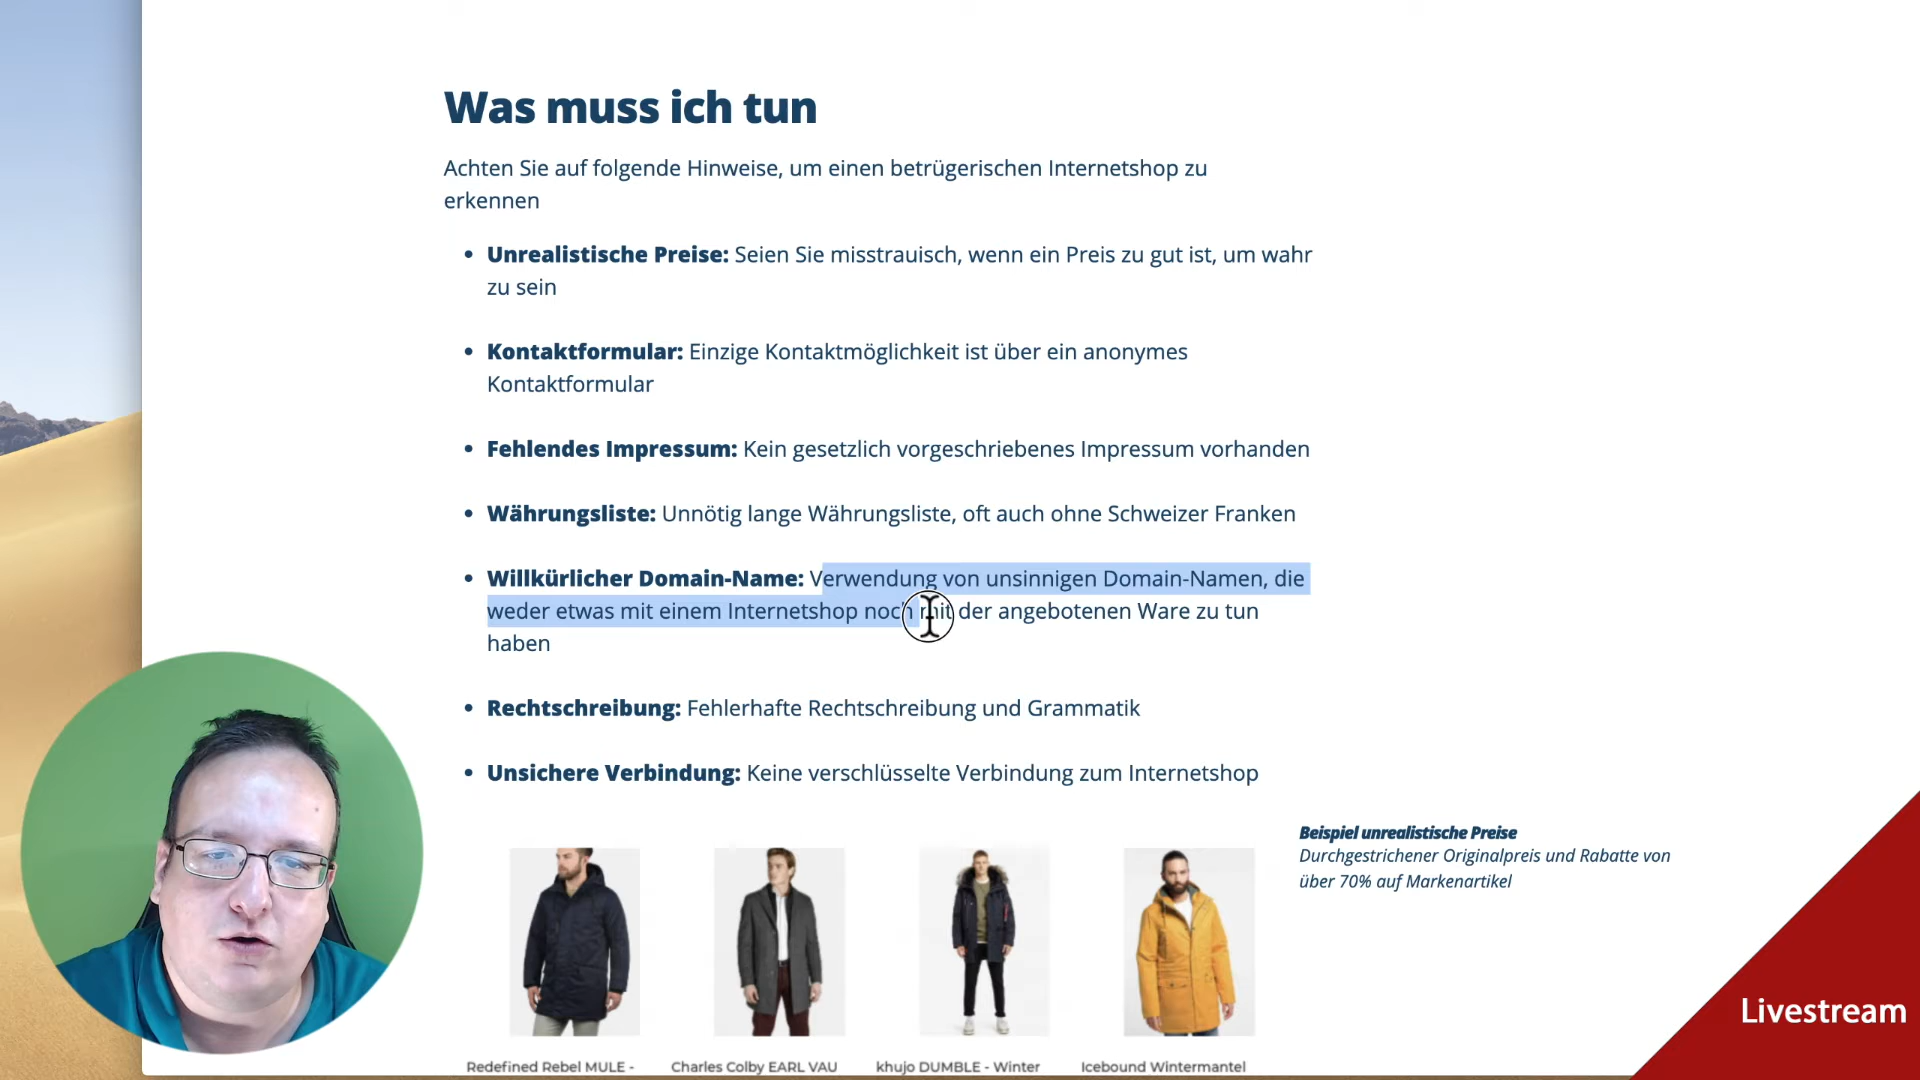 Was muss ich tun
Achten Sie auf folgende Hinweise, um einen betrügerischen Internetshop zu
erkennen
• Unrealistische Preise: Seien Sie misstrauisch, wenn ein Preis zu gut ist, um wahr
zu sein
• Kontaktformular: Einzige Kontaktmöglichkeit ist über ein anonymes
Kontaktformular
• Fehlendes Impressum: Kein gesetzlich vorgeschriebenes Impressum vorhanden
• Währungsliste: Unnötig lange Währungsliste, oft auch ohne Schweizer Franken
• Willkürlicher Domain-Name: Verwendung von unsinnigen Domain-Namen, die
weder etwas mit einem Internetshop noch mit der angebotenen Ware zu tun
haben
• Rechtschreibung: Fehlerhafte Rechtschreibung und Grammatik
• Unsichere Verbindung: Keine verschlüsselte Verbindung zum Internetshop
Beispiel unrealistische Preise
Durchgestrichener Originalpreis und Rabatte von
über 70% auf Markenartikel
Redefined Rebel MULE -
Charles Colby EARL VAU
khujo DUMBLE - Winter
Icebound Wintermantel
Livestream